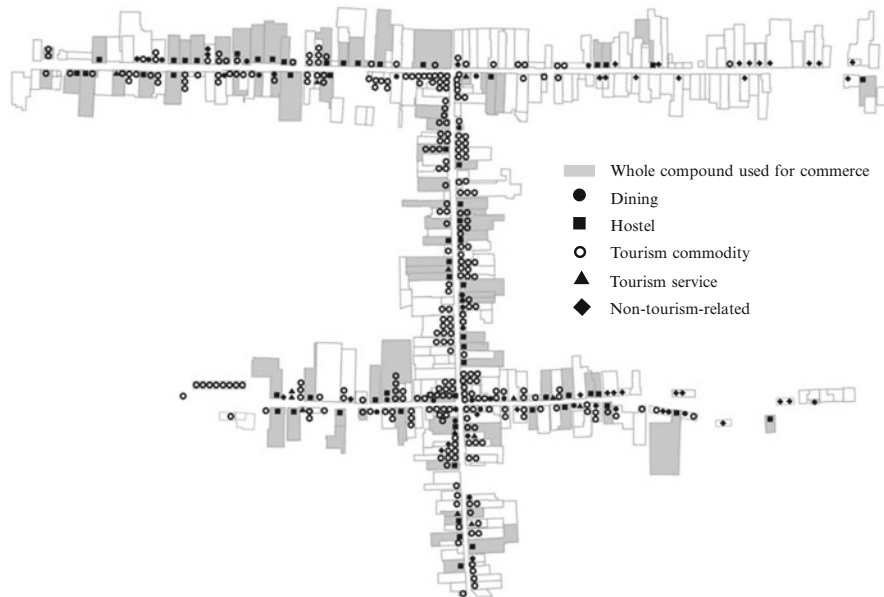 Whole compound used for commerce
Dining
Hostel
Tourism commodity
Tourism service
Non-tourism-related